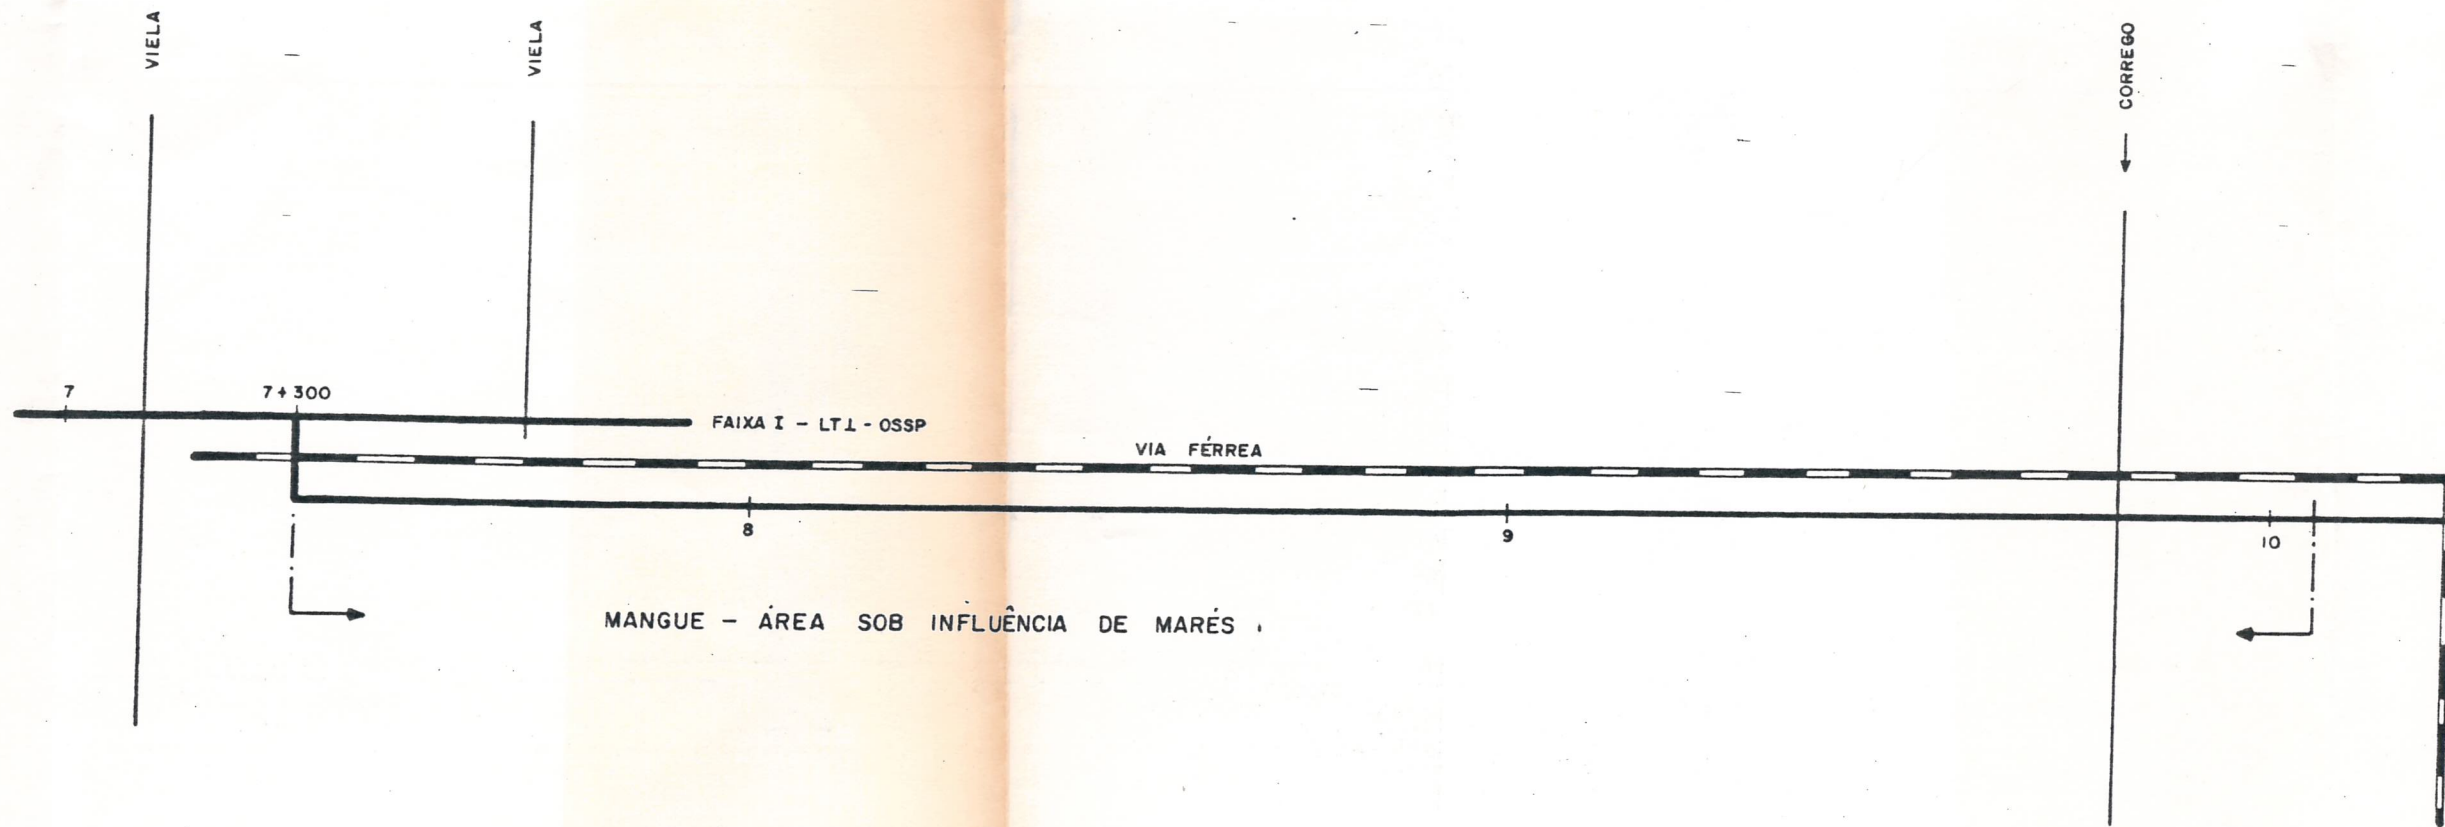 VIELA
VIELA
CORREGO
7
7+300
FAIXA I - LT1 - OSSP
VIA FÉRREA
8
9
10
MANGUE - ÁREA SOB INFLUÊNCIA DE MARÉS